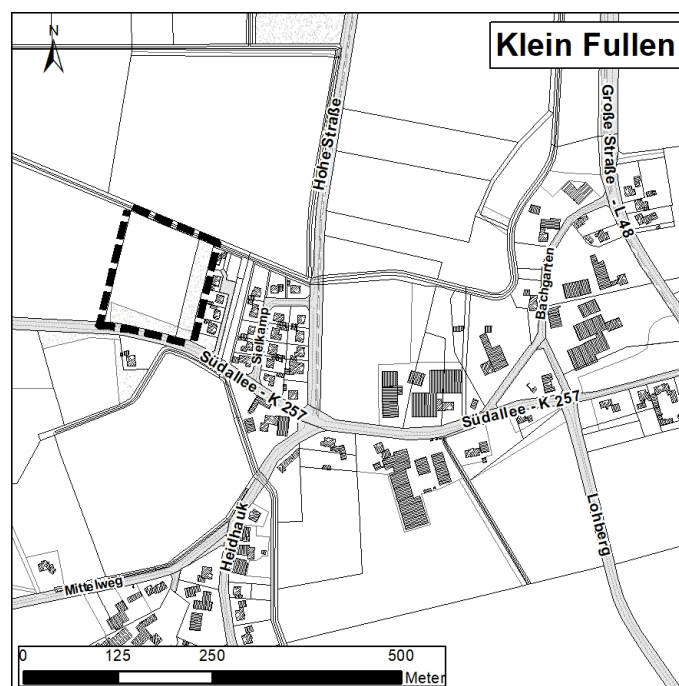 Klein Fullen
N
Große Straße - L 48
Hohe Straße
Bachgarten
Sielkamp
Südallee - K 257
Südallee - K 257
Lohberg
Heidhauk
Mittelweg
0 125 250 500
Meter